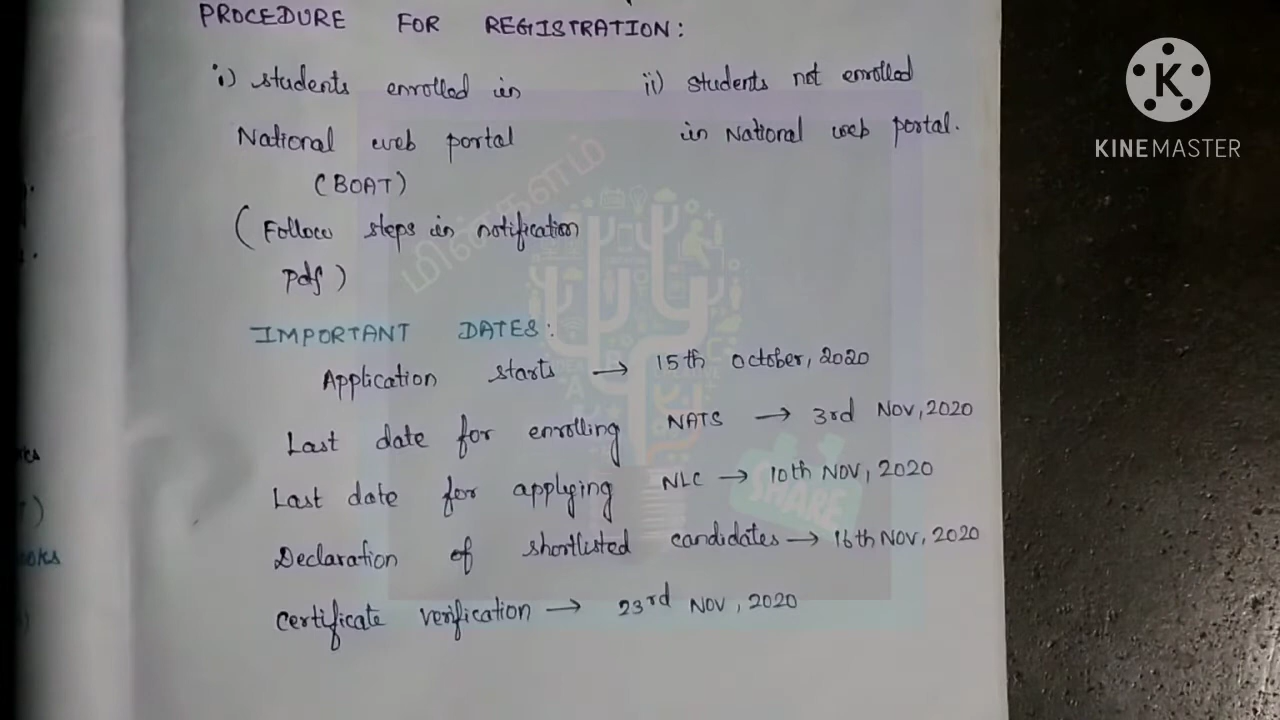 PROCEDURE FOR REGISTRATION:
i) students enrolled in
National web portal
(BOAT)
(Follow steps in notification
pdf)
ii) students not enrolled
in National web portal.
IMPORTANT DATES:
Application starts → 15th October, 2020
Last date for enrolling NATS → 3rd Nov, 2020
Last date for applying NLC → 10th Nov, 2020
Declaration of shortlisted candidates → 16th Nov, 2020
Certificate verification → 23rd Nov, 2020
மின்களம்
SHARE
K
KINEMASTER